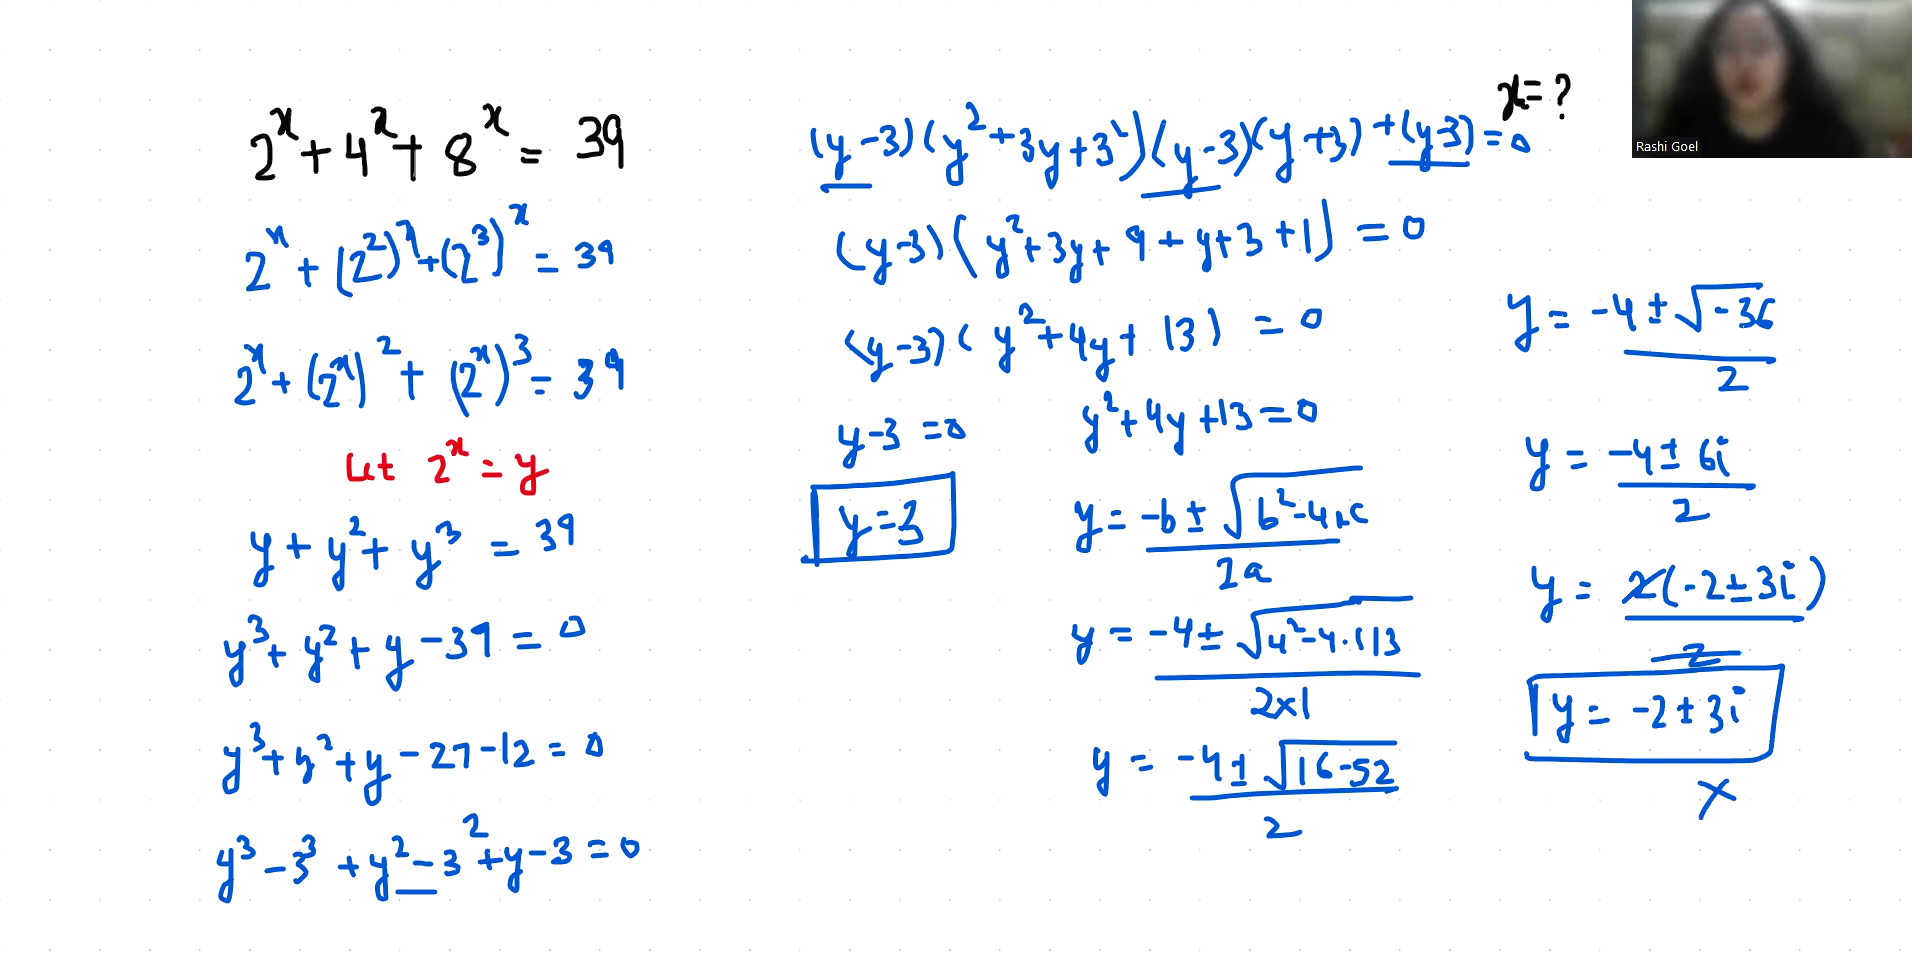 2^x + 4^x + 8^x = 39
2^x + (2^2)^x + (2^3)^x = 39
2^x + (2^x)^2 + (2^x)^3 = 39
Let 2^x = y
y + y^2 + y^3 = 39
y^3 + y^2 + y - 39 = 0
y^3 + y^2 + y - 27 - 12 = 0
y^3 - 3^3 + y^2 - 3^2 + y - 3 = 0
x = ?
(y - 3)(y^2 + 3y + 3^2)(y - 3)(y + 3) + (y - 3) = 0
(y - 3)(y^2 + 3y + 9 + y + 3 + 1) = 0
(y - 3)(y^2 + 4y + 13) = 0
y - 3 = 0
y = 3
y^2 + 4y + 13 = 0
y = (-b ± √(b^2 - 4ac)) / 2a
y = (-4 ± √(4^2 - 4·1 13)) / 2×1
y = (-4 ± √(16 - 52)) / 2
y = (-4 ± √(-36)) / 2
y = (-4 ± 6i) / 2
y = 2(-2 ± 3i) / 2
y = -2 ± 3i
×
Rashi Goel